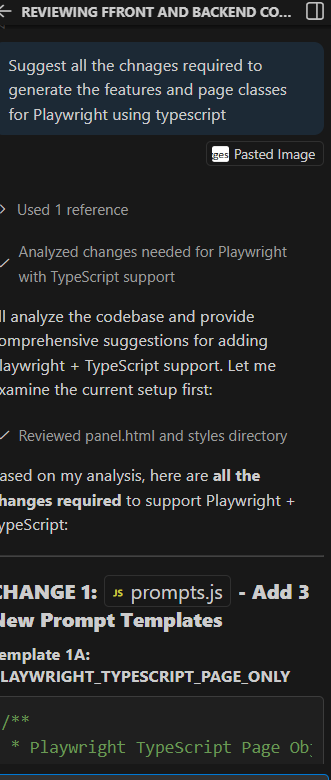 REVIEWING FFRONT AND BACKEND CO...
Suggest all the chnages required to
generate the features and page classes
for Playwright using typescript
ges Pasted Image
Used 1 reference
Analyzed changes needed for Playwright
with TypeScript support
ll analyze the codebase and provide
omprehensive suggestions for adding
laywright + TypeScript support. Let me
xamine the current setup first:
Reviewed panel.html and styles directory
ased on my analysis, here are all the
hanges required to support Playwright +
ypeScript:
CHANGE 1: JS prompts.js - Add 3
New Prompt Templates
emplate 1A:
LAYWRIGHT_TYPESCRIPT_PAGE_ONLY
/**
* Playwright TypeScript Page Ob